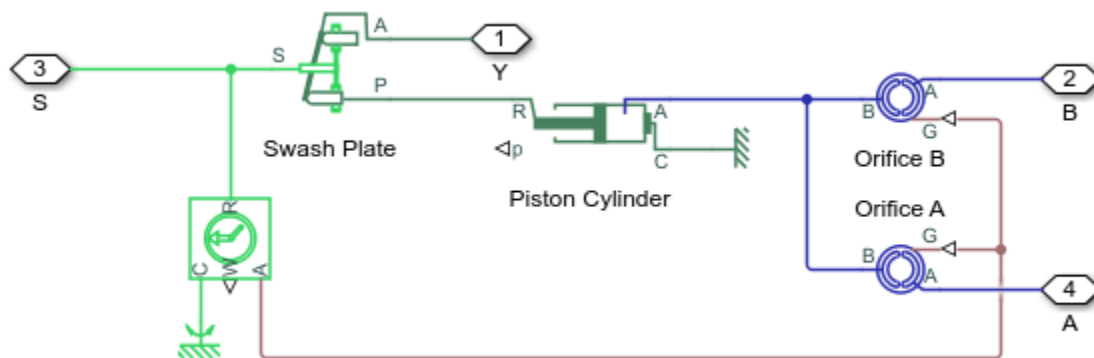 3
S
S
A
1
Y
P
Swash Plate
R
p
A
C
Piston Cylinder
2
B
B
A
G
Orifice B
Orifice A
G
B
A
4
A
R
C
W
A